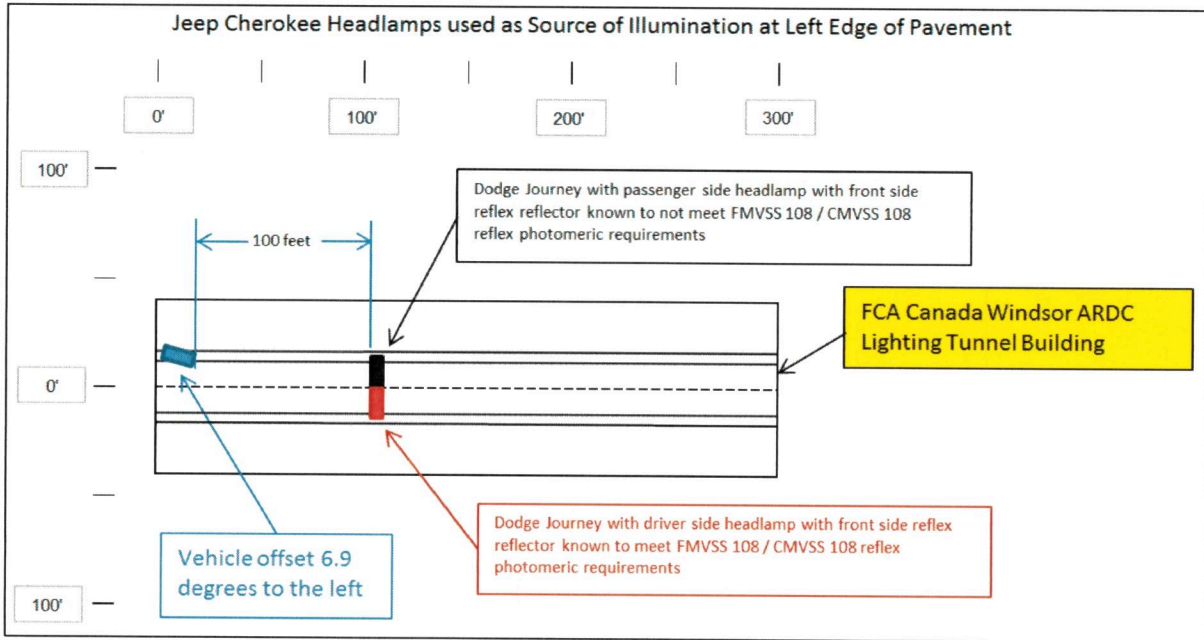 Jeep Cherokee Headlamps used as Source of Illumination at Left Edge of Pavement
0'
100'
200'
300'
100'
Dodge Journey with passenger side headlamp with front side
reflex reflector known to not meet FMVSS 108 / CMVSS 108
reflex photometric requirements
100 feet
FCA Canada Windsor ARDC
Lighting Tunnel Building
0'
Vehicle offset 6.9
degrees to the left
Dodge Journey with driver side headlamp with front side reflex
reflector known to meet FMVSS 108 / CMVSS 108 reflex
photomeric requirements
100'